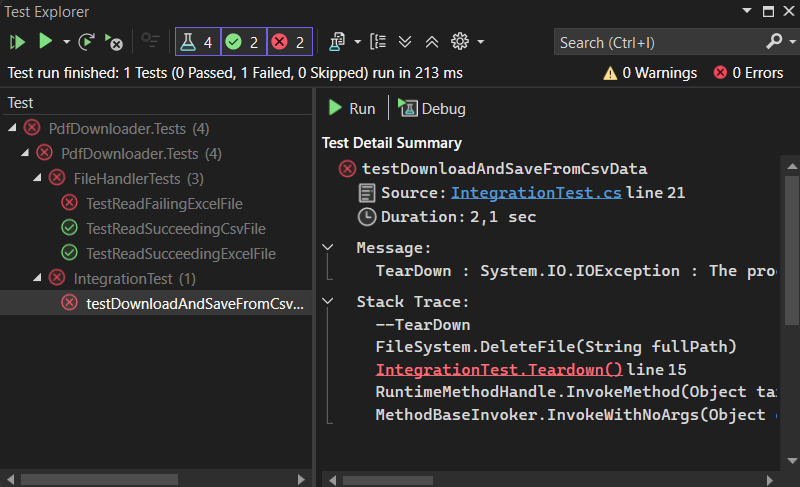 Test Explorer
4 2 2 Search (Ctrl+I)
Test run finished: 1 Tests (0 Passed, 1 Failed, 0 Skipped) run in 213 ms 0 Warnings 0 Errors
Test
PdfDownloader.Tests (4)
PdfDownloader.Tests (4)
FileHandlerTests (3)
TestReadFailingExcelFile
TestReadSucceedingCsvFile
TestReadSucceedingExcelFile
IntegrationTest (1)
testDownloadAndSaveFromCsv...
Run Debug
Test Detail Summary
testDownloadAndSaveFromCsvData
Source: IntegrationTest.cs line 21
Duration: 2,1 sec
Message:
TearDown : System.IO.IOException : The pro
Stack Trace:
--TearDown
FileSystem.DeleteFile(String fullPath)
IntegrationTest.Teardown() line 15
RuntimeMethodHandle.InvokeMethod(Object ta
MethodBaseInvoker.InvokeWithNoArgs(Object